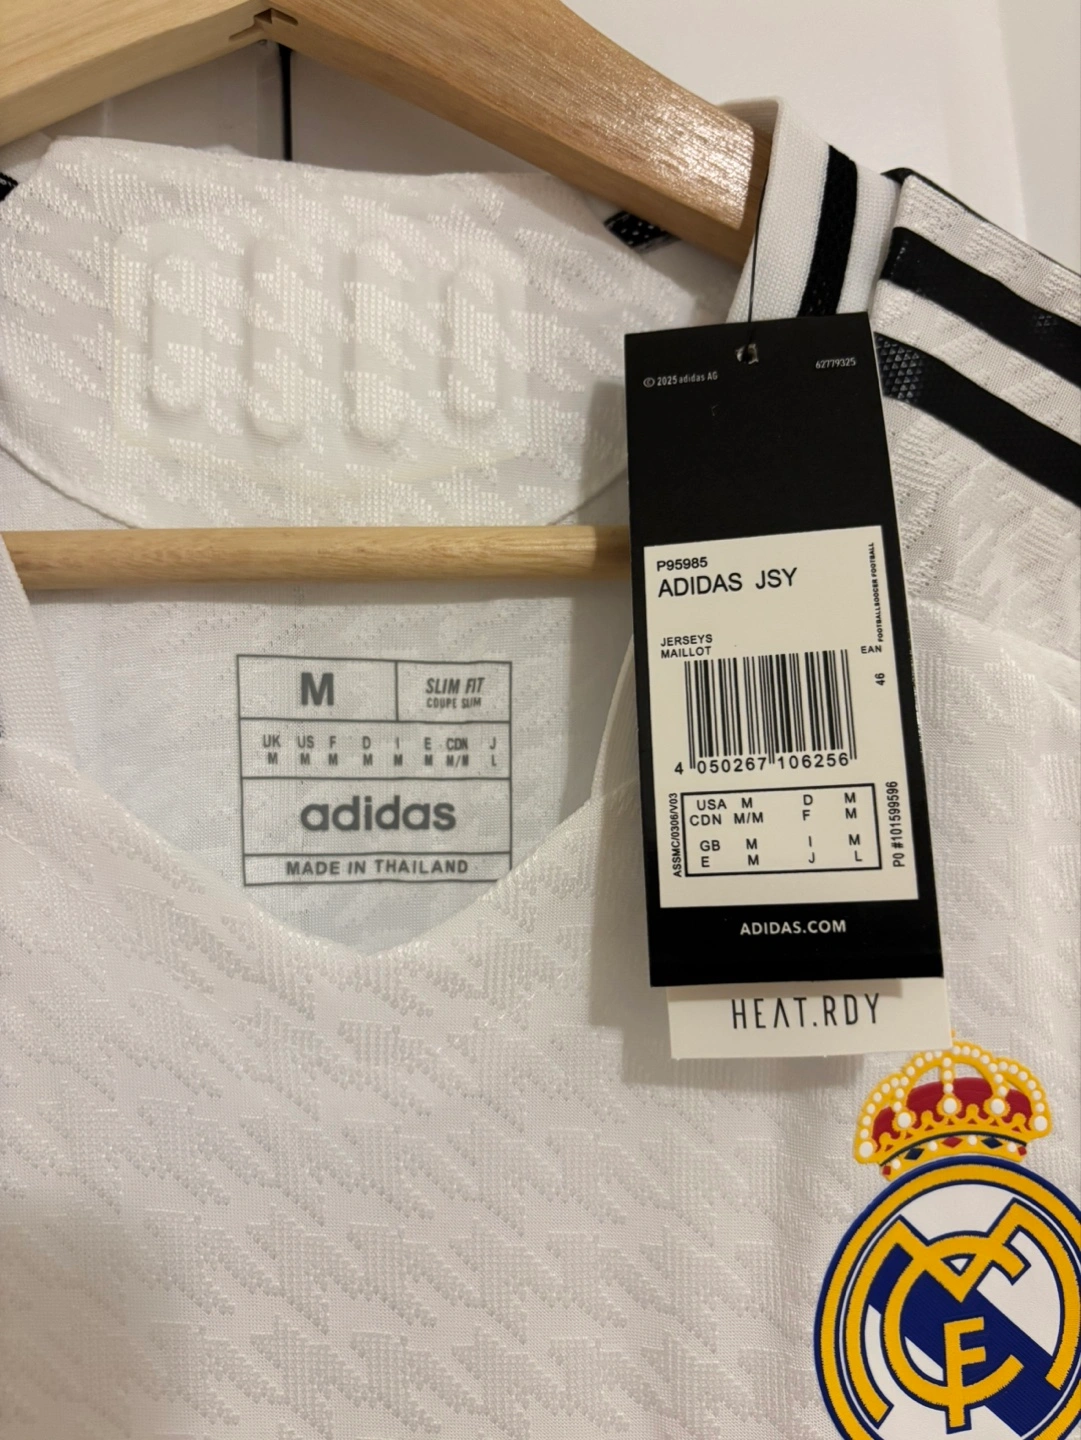 © 2025 adidas AG
62779325
P95985
ADIDAS JSY
JERSEYS
MAILLOT
EAN
FOOTBALLSOCCER FOOTBALL
46
4 050267 106256
USA M D M
CDN M/M F M
GB M I M
E M J L
ASSMC/0306/V03
PO #101599596
ADIDAS.COM
HEAT.RDY
M
SLIM FIT
COUPE SLIM
UK US F D I E CDN J
M M M M M M M/M L
adidas
MADE IN THAILAND